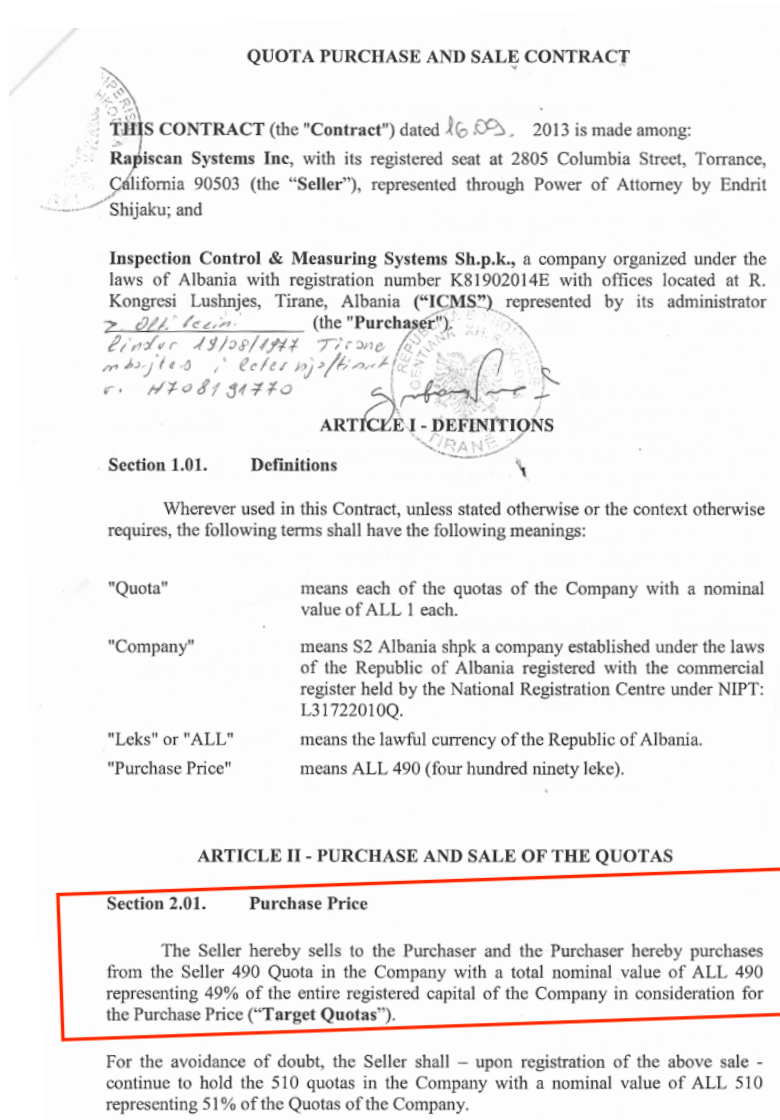 QUOTA PURCHASE AND SALE CONTRACT
THIS CONTRACT (the "Contract") dated 16.09. 2013 is made among:
Rapiscan Systems Inc, with its registered seat at 2805 Columbia Street, Torrance,
California 90503 (the “Seller”), represented through Power of Attorney by Endrit
Shijaku; and
Inspection Control & Measuring Systems Sh.p.k., a company organized under the
laws of Albania with registration number K81902014E with offices located at R.
Kongresi Lushnjes, Tirane, Albania (“ICMS”) represented by its administrator
(the "Purchaser").
lindur 19/08/1977 Tirane
ARTICLE I - DEFINITIONS
TIRANË
Section 1.01. Definitions
Wherever used in this Contract, unless stated otherwise or the context otherwise
requires, the following terms shall have the following meanings:
"Quota" means each of the quotas of the Company with a nominal
value of ALL 1 each.
"Company" means S2 Albania shpk a company established under the laws
of the Republic of Albania registered with the commercial
register held by the National Registration Centre under NIPT:
L31722010Q.
"Leks" or "ALL" means the lawful currency of the Republic of Albania.
"Purchase Price" means ALL 490 (four hundred ninety leke).
ARTICLE II - PURCHASE AND SALE OF THE QUOTAS
Section 2.01. Purchase Price
The Seller hereby sells to the Purchaser and the Purchaser hereby purchases
from the Seller 490 Quota in the Company with a total nominal value of ALL 490
representing 49% of the entire registered capital of the Company in consideration for
the Purchase Price (“Target Quotas”).
For the avoidance of doubt, the Seller shall – upon registration of the above sale -
continue to hold the 510 quotas in the Company with a nominal value of ALL 510
representing 51% of the Quotas of the Company.